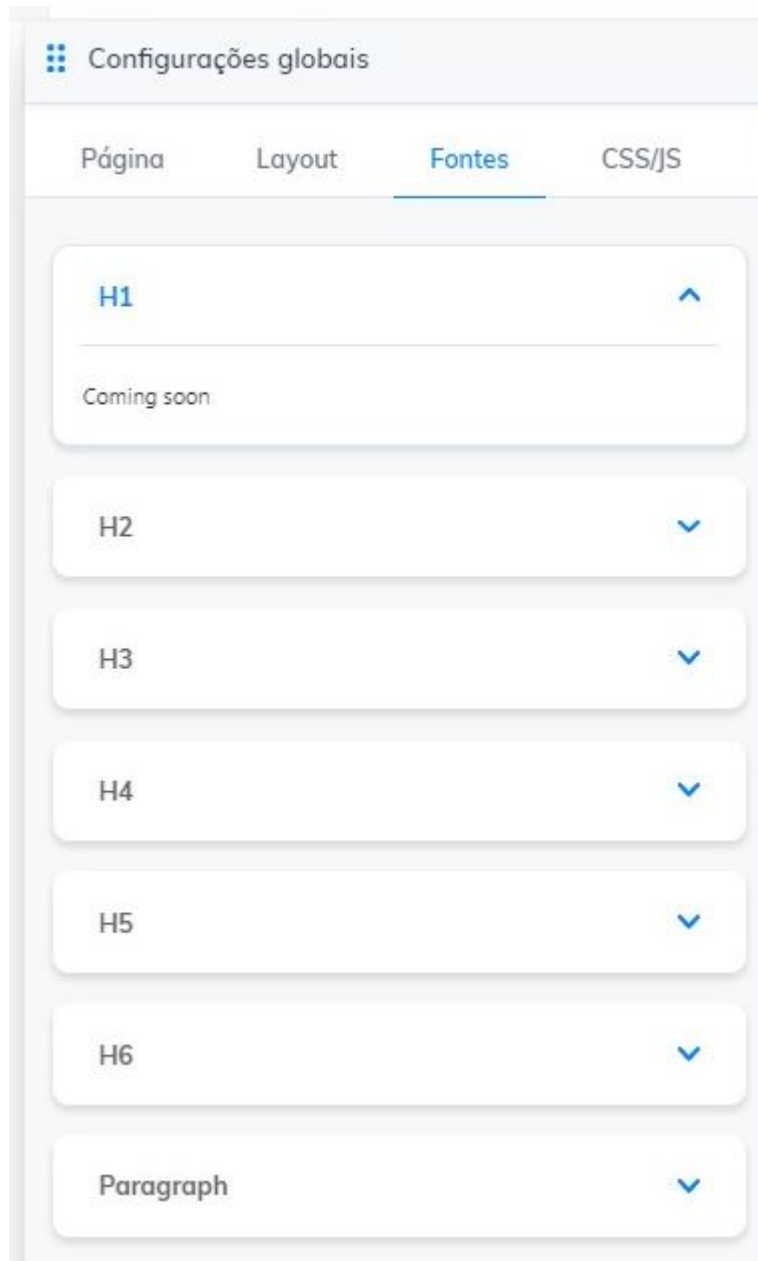 Configurações globais
Página Layout Fontes CSS/JS
H1
Coming soon
H2
H3
H4
H5
H6
Paragraph